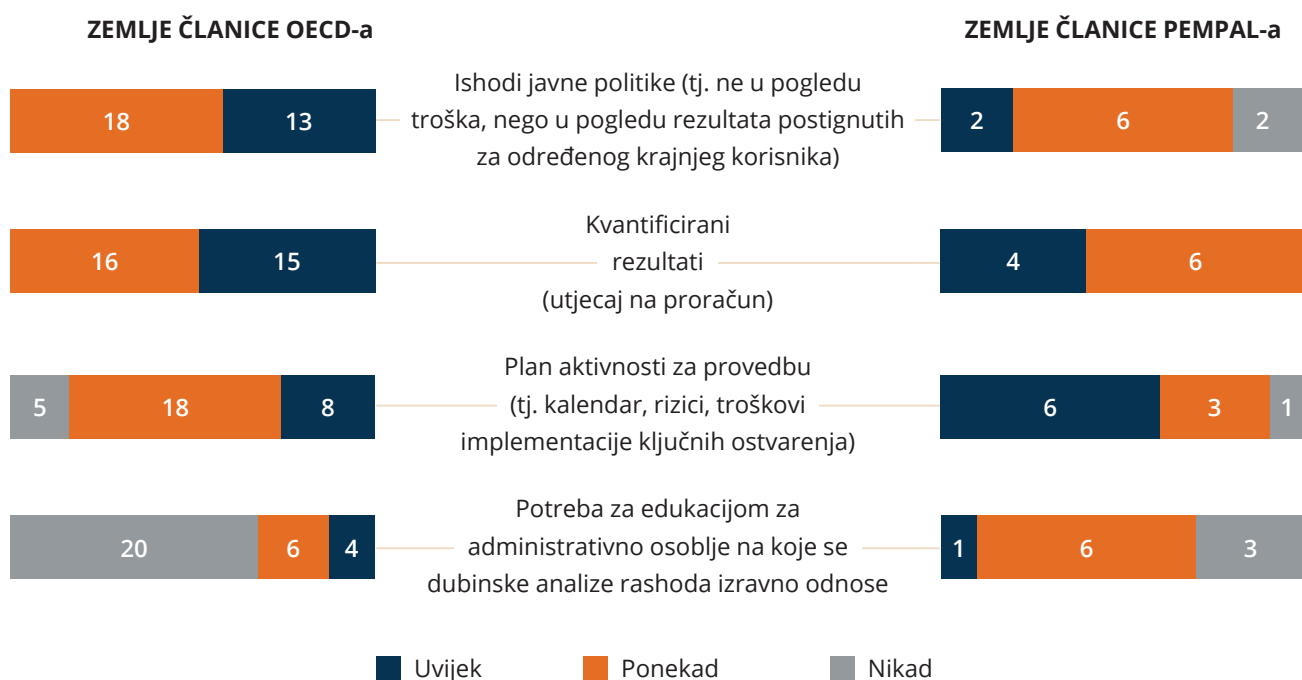 ZEMLJE ČLANICE OECD-a
ZEMLJE ČLANICE PEMPAL-a
18 13
Ishodi javne politike (tj. ne u pogledu
troška, nego u pogledu rezultata postignutih
za određenog krajnjeg korisnika)
2 6 2
16 15
Kvantificirani
rezultati
(utjecaj na proračun)
4 6
5 18 8
Plan aktivnosti za provedbu
(tj. kalendar, rizici, troškovi
implementacije ključnih ostvarenja)
6 3 1
20 6 4
Potreba za edukacijom za
administrativno osoblje na koje se
dubinske analize rashoda izravno odnose
1 6 3
Uvijek Ponekad Nikad